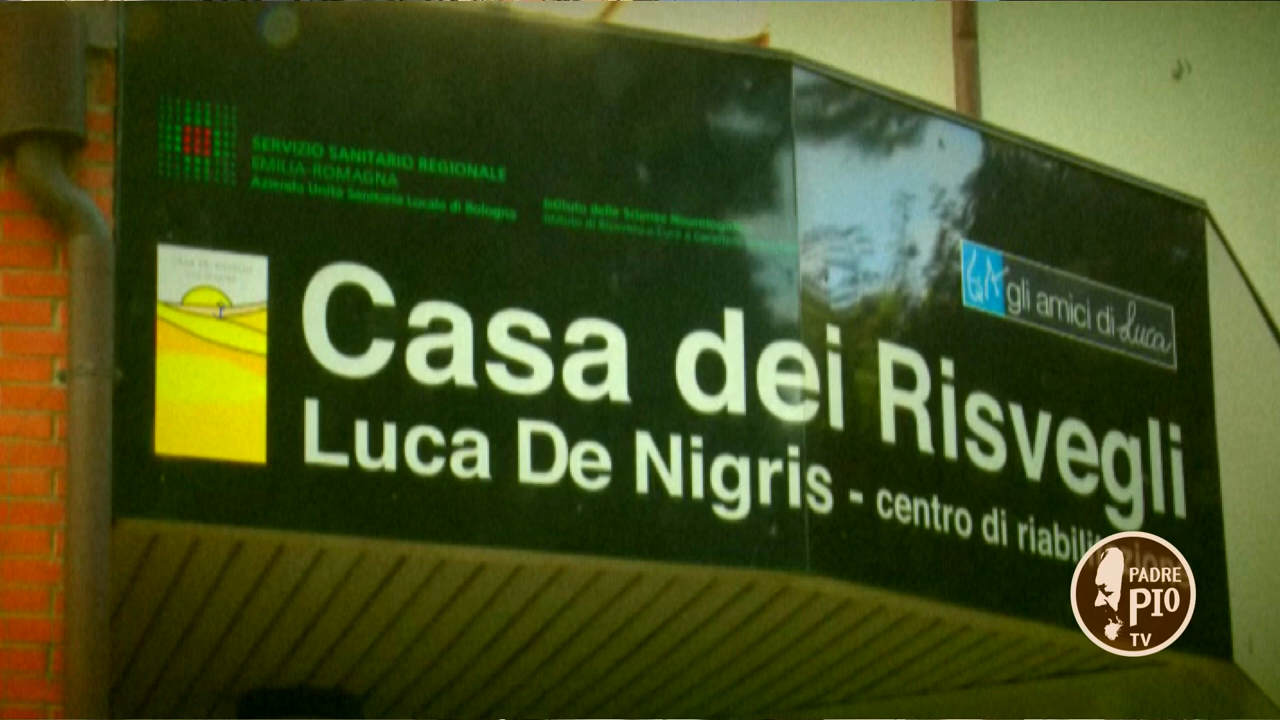 SERVIZIO SANITARIO REGIONALE
EMILIA-ROMAGNA
Azienda Unità Sanitaria Locale di Bologna
Istituto delle Scienze Neurologiche
gli amici di Luca
Casa dei Risvegli
Luca De Nigris - centro di riabilitazione
PADRE
PIO
TV